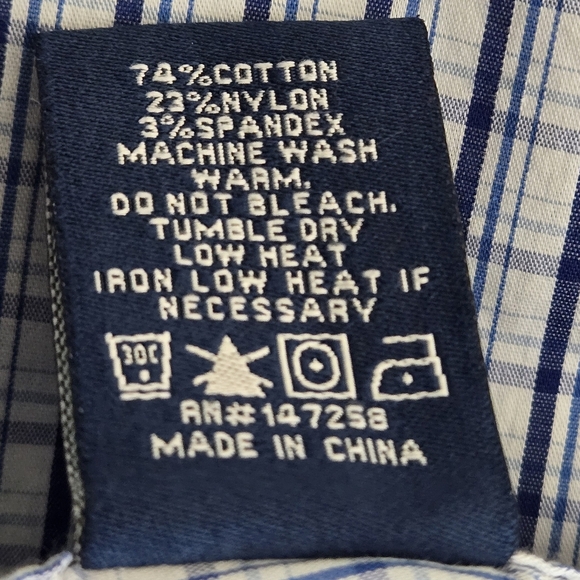 74%COTTON
23%NYLON
3%SPANDEX
MACHINE WASH
WARM.
DO NOT BLEACH.
TUMBLE DRY
LOW HEAT
IRON LOW HEAT IF
NECESSARY
30C
RN#147258
MADE IN CHINA